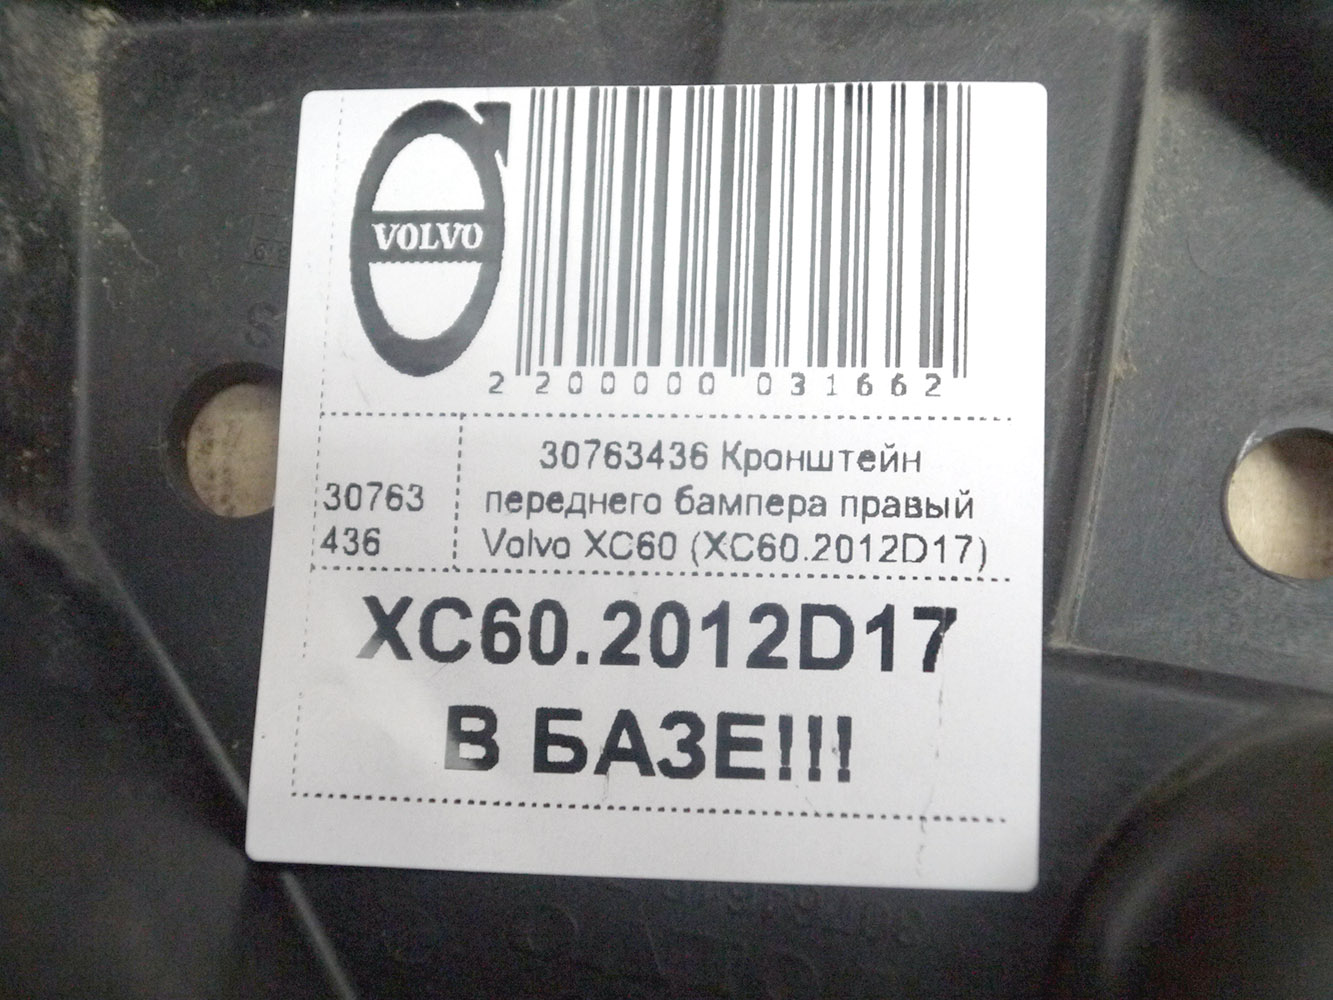 VOLVO
2 200000 031662
30763
436
30763436 Кронштейн
переднего бампера правый
Volvo XC60 (XC60.2012D17)
XC60.2012D17
В БАЗЕ!!!